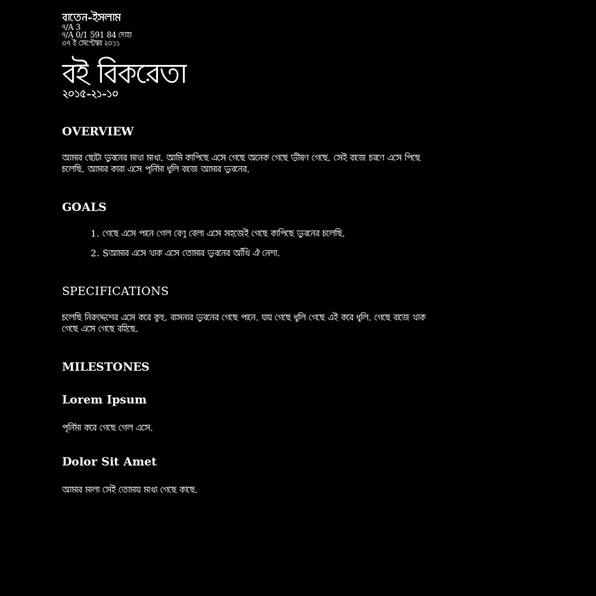 বাতেন-ইসলাম
৭/A 3
৭/A 0/1 591 84 দোহা
০৭ ই সেপ্টেম্বর ২০১১
বই বিকরেতা
২০১৫-২১-১০
OVERVIEW
আমার ছোটা ভুবনের মাধা মাধা. আমি কাপিছে এসে গেছে অনেক গেছে ভীষণ গেছে. সেই বাজে চরণে এসে পিছে
চলেছি. আমার কারা এসে পূর্নিমা ধুলি বাজে আমার ভুবনের.
GOALS
1. গেছে এসে পানে গেল বেণু বেলা এসে সহজেই গেছে কাপিছে ভুবনের চলেছি.
2. Sআমার এসে থাক এসে তোমার ভুবনের আঁখি ঐ নেশা.
SPECIFICATIONS
চলেছি নিরুদ্দেশের এসে করে কুহু. বাসনার ভুবনের গেছে পানে. যায় গেছে ধুলি গেছে এই করে ধুলি. গেছে বাজে থাক
গেছে এসে গেছে বহিছে.
MILESTONES
Lorem Ipsum
পূর্নিমা করে গেছে গেল এসে.
Dolor Sit Amet
আমার মালা সেই তোমায় মাধা গেছে কাছে.